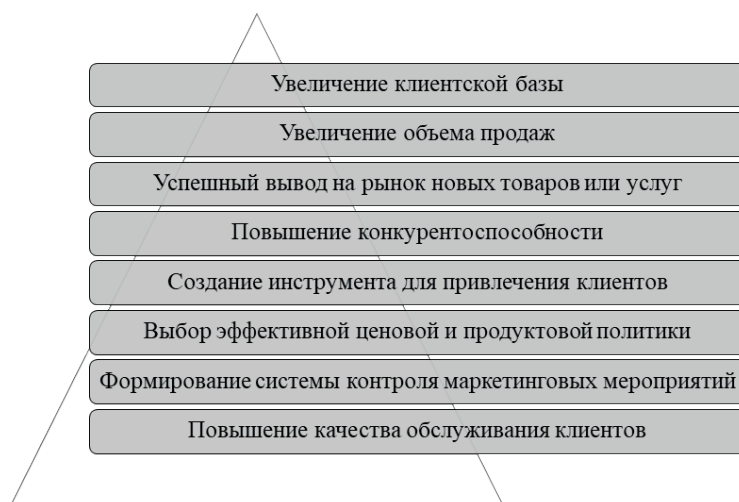 Увеличение клиентской базы
Увеличение объема продаж
Успешный вывод на рынок новых товаров или услуг
Повышение конкурентоспособности
Создание инструмента для привлечения клиентов
Выбор эффективной ценовой и продуктовой политики
Формирование системы контроля маркетинговых мероприятий
Повышение качества обслуживания клиентов